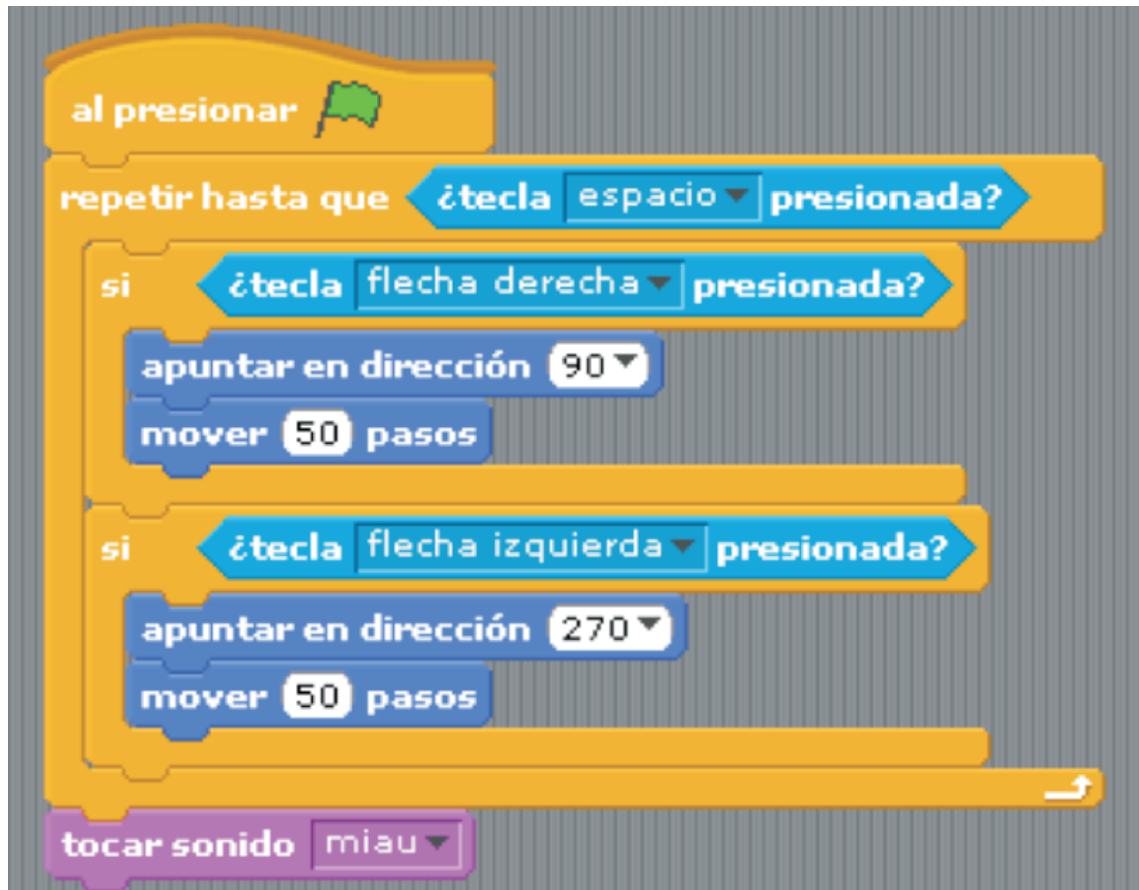 al presionar
repetir hasta que ¿tecla espacio presionada?
si ¿tecla flecha derecha presionada?
apuntar en dirección 90
mover 50 pasos
si ¿tecla flecha izquierda presionada?
apuntar en dirección 270
mover 50 pasos
tocar sonido miau